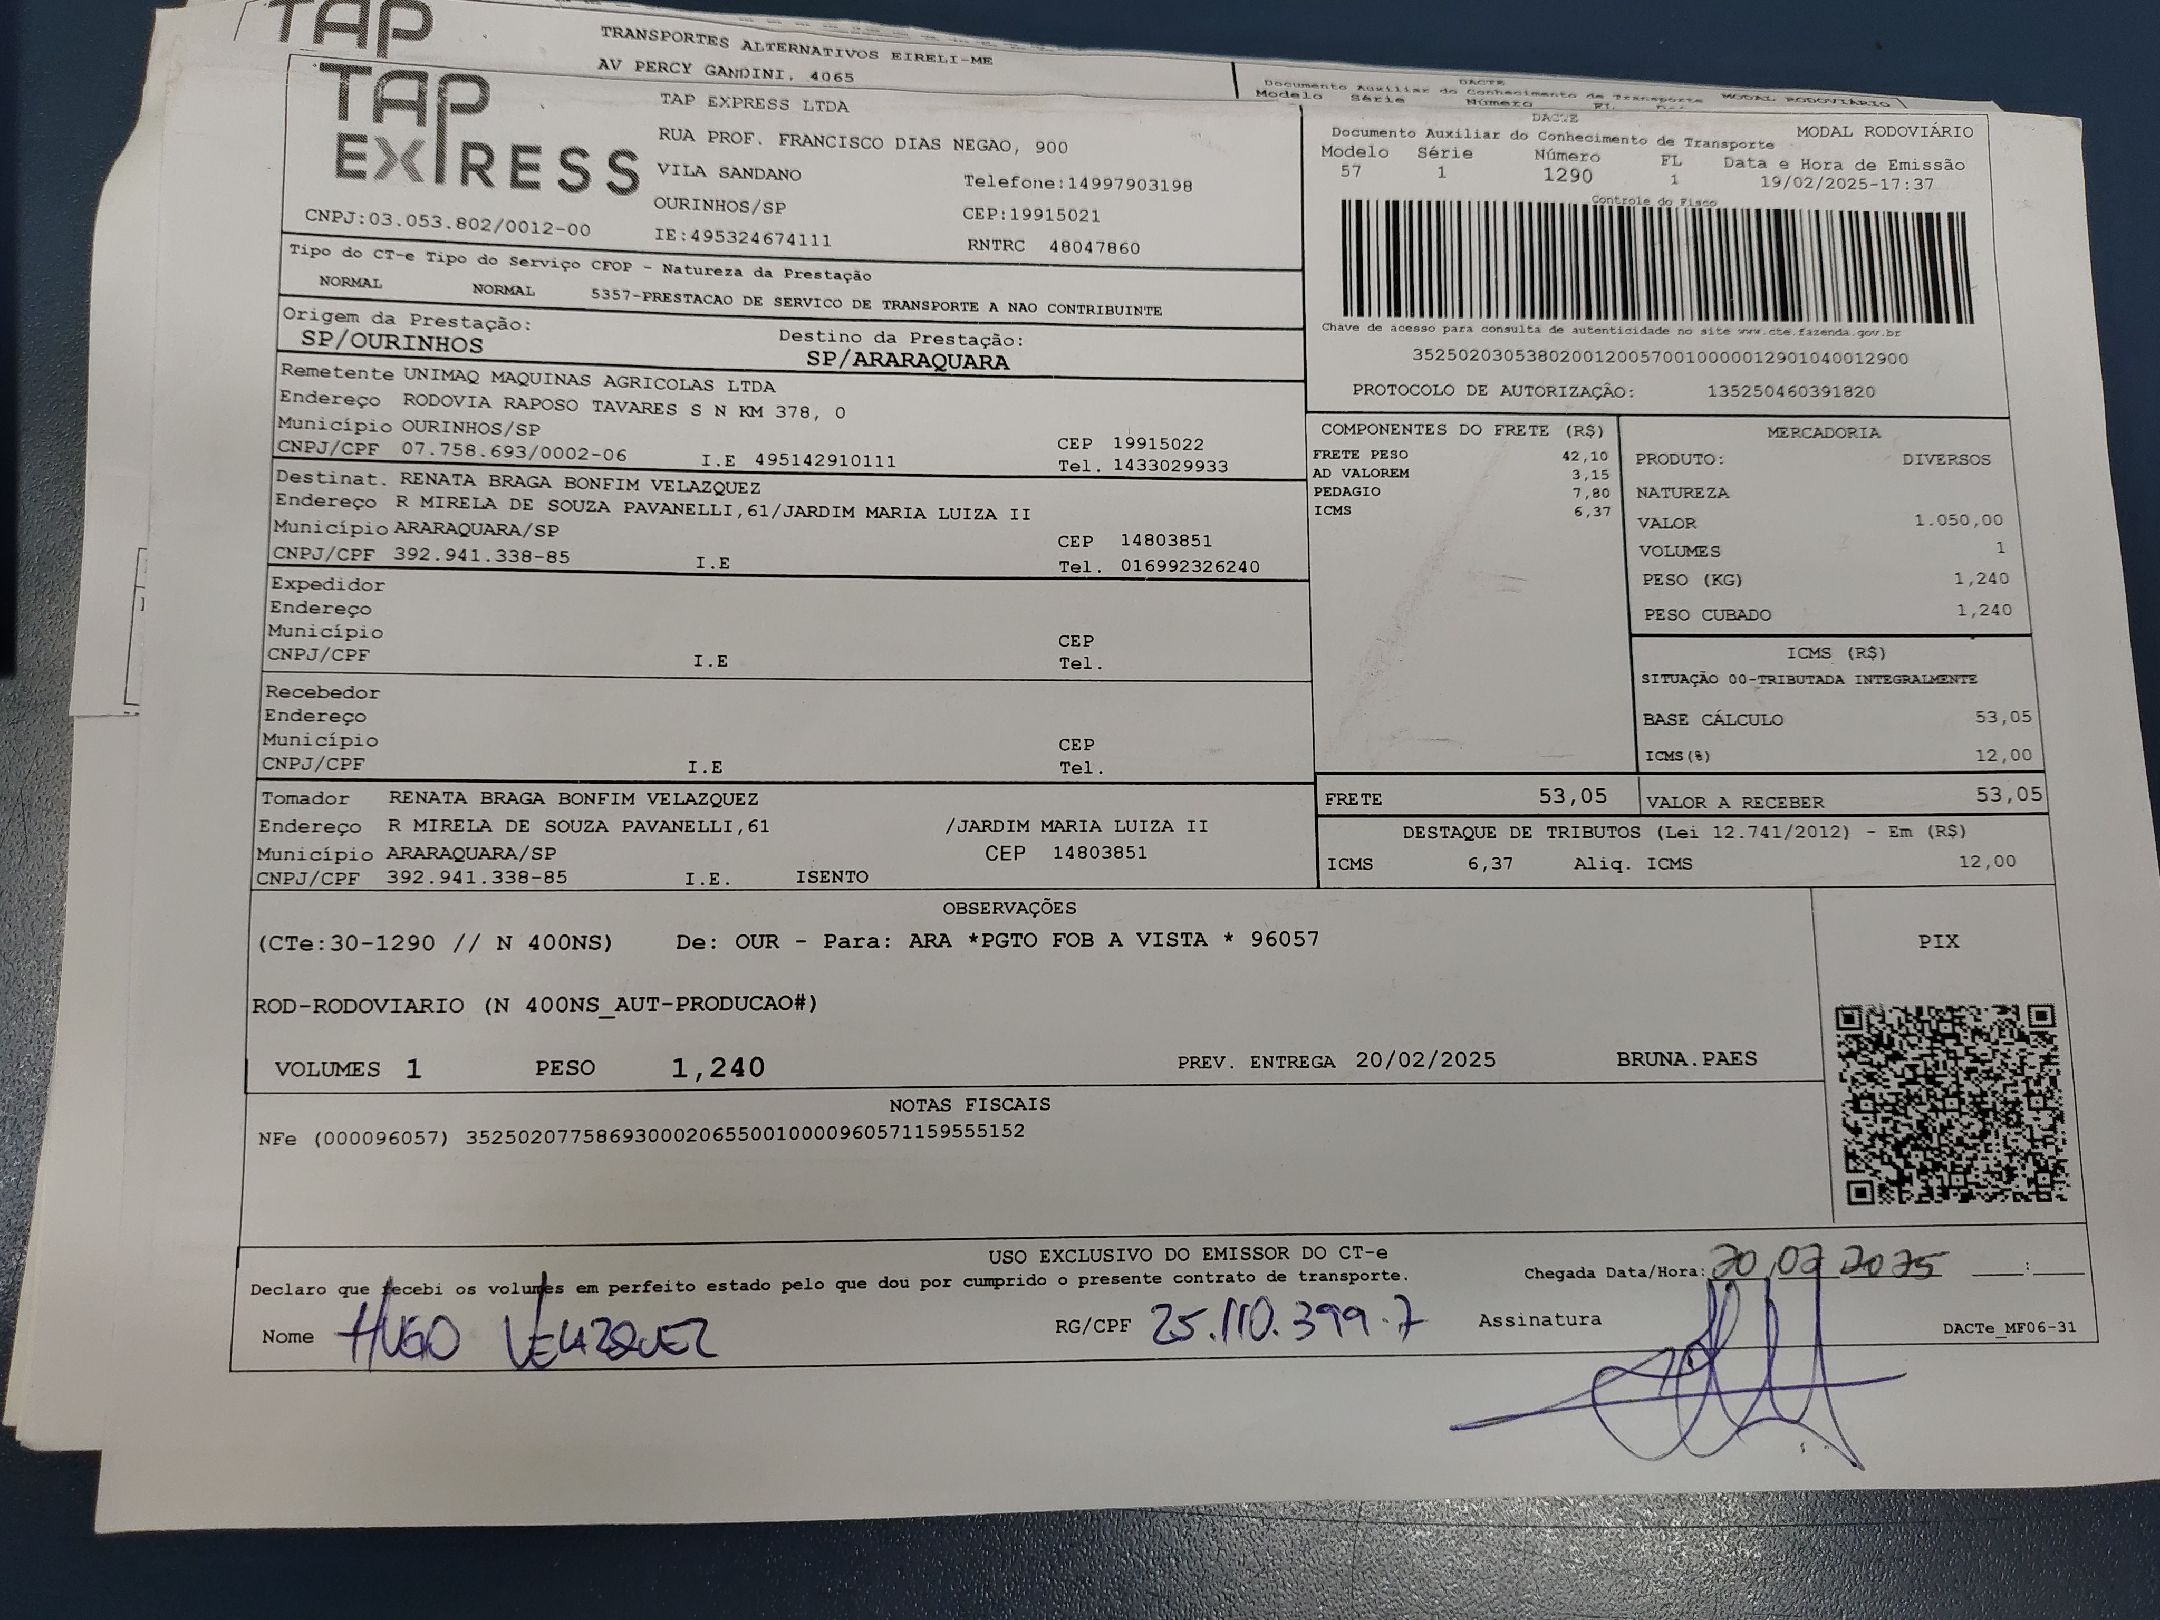 TAP
TRANSPORTES ALTERNATIVOS EIRELI-ME
AV PERCY GANDINI, 4065
DACTE
Documento Auxiliar do Conhecimento de Transporte MODAL RODOVIÁRIO
Modelo Série Número FL
TAP EXPRESS
TAP EXPRESS LTDA
RUA PROF. FRANCISCO DIAS NEGAO, 900
VILA SANDANO Telefone:14997903198
OURINHOS/SP CEP:19915021
CNPJ:03.053.802/0012-00 IE:495324674111 RNTRC 48047860
DACTE
Documento Auxiliar do Conhecimento de Transporte MODAL RODOVIÁRIO
Modelo Série Número FL Data e Hora de Emissão
57 1 1290 1 19/02/2025-17:37
Controle do Fisco
Chave de acesso para consulta de autenticidade no site www.cte.fazenda.gov.br
35250203053802001200570010000012901040012900
PROTOCOLO DE AUTORIZAÇÃO: 135250460391820
Tipo do CT-e Tipo do Serviço CFOP - Natureza da Prestação
NORMAL NORMAL 5357-PRESTACAO DE SERVICO DE TRANSPORTE A NAO CONTRIBUINTE
Origem da Prestação: Destino da Prestação:
SP/OURINHOS SP/ARARAQUARA
Remetente UNIMAQ MAQUINAS AGRICOLAS LTDA
Endereço RODOVIA RAPOSO TAVARES S N KM 378, 0
Município OURINHOS/SP CEP 19915022
CNPJ/CPF 07.758.693/0002-06 I.E 495142910111 Tel. 1433029933
Destinat. RENATA BRAGA BONFIM VELAZQUEZ
Endereço R MIRELA DE SOUZA PAVANELLI,61/JARDIM MARIA LUIZA II
Município ARARAQUARA/SP CEP 14803851
CNPJ/CPF 392.941.338-85 I.E Tel. 016992326240
Expedidor
Endereço
Município CEP
CNPJ/CPF I.E Tel.
Recebedor
Endereço
Município CEP
CNPJ/CPF I.E Tel.
Tomador RENATA BRAGA BONFIM VELAZQUEZ
Endereço R MIRELA DE SOUZA PAVANELLI,61 /JARDIM MARIA LUIZA II
Município ARARAQUARA/SP CEP 14803851
CNPJ/CPF 392.941.338-85 I.E. ISENTO
COMPONENTES DO FRETE (R$)
FRETE PESO 42,10
AD VALOREM 3,15
PEDAGIO 7,80
ICMS 6,37
MERCADORIA
PRODUTO: DIVERSOS
NATUREZA
VALOR 1.050,00
VOLUMES 1
PESO (KG) 1,240
PESO CUBADO 1,240
ICMS (R$)
SITUAÇÃO 00-TRIBUTADA INTEGRALMENTE
BASE CÁLCULO 53,05
ICMS(%) 12,00
FRETE 53,05 VALOR A RECEBER 53,05
DESTAQUE DE TRIBUTOS (Lei 12.741/2012) - Em (R$)
ICMS 6,37 Aliq. ICMS 12,00
OBSERVAÇÕES
(CTe:30-1290 // N 400NS) De: OUR - Para: ARA *PGTO FOB A VISTA * 96057
ROD-RODOVIARIO (N 400NS_AUT-PRODUCAO#)
PIX
VOLUMES 1 PESO 1,240 PREV. ENTREGA 20/02/2025 BRUNA.PAES
NOTAS FISCAIS
NFe (000096057) 35250207758693000206550010000960571159555152
USO EXCLUSIVO DO EMISSOR DO CT-e
Declaro que recebi os volumes em perfeito estado pelo que dou por cumprido o presente contrato de transporte. Chegada Data/Hora: 20,02 2025 __:__
Nome HUGO VELAZQUEZ RG/CPF 25.110.399-7 Assinatura
DACTe_MF06-31